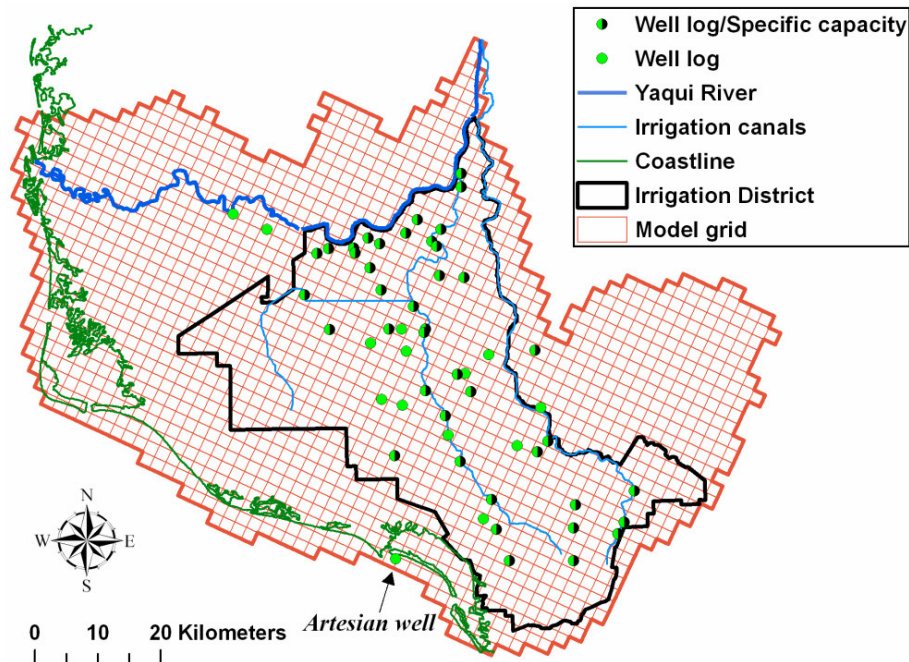 Well log/Specific capacity
Well log
Yaqui River
Irrigation canals
Coastline
Irrigation District
Model grid
N
W E
S
Artesian well
0 10 20 Kilometers